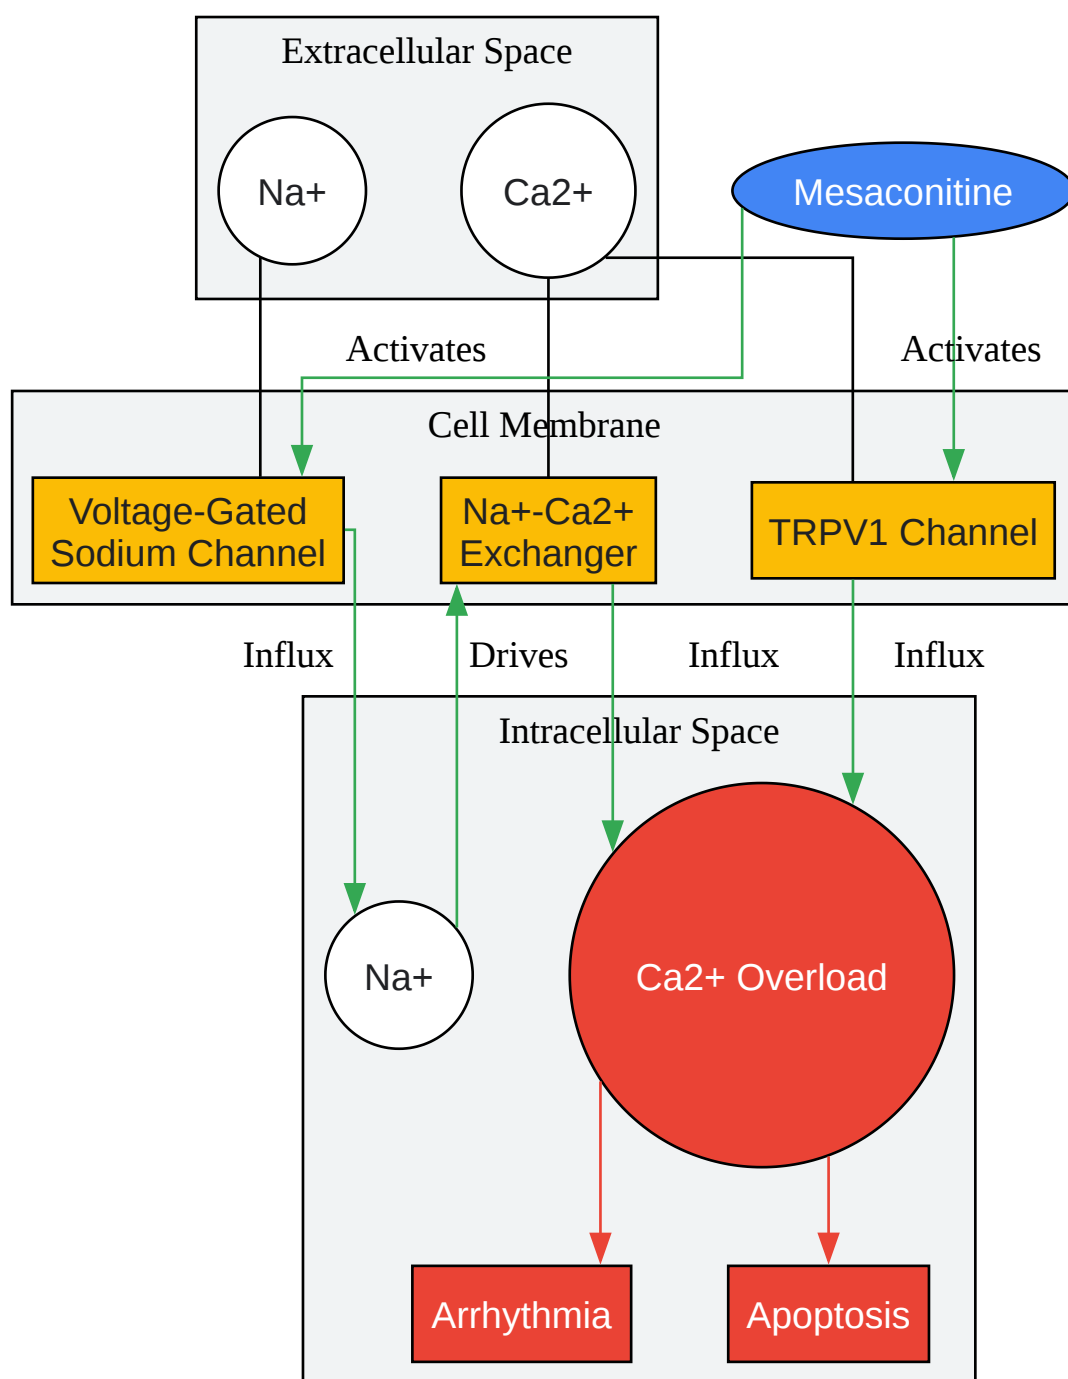 Extracellular Space
Na+
Ca2+
Mesaconitine
Activates
Activates
Cell Membrane
Voltage-Gated
Sodium Channel
Na+-Ca2+
Exchanger
TRPV1 Channel
Influx
Drives
Influx
Influx
Intracellular Space
Na+
Ca2+ Overload
Arrhythmia
Apoptosis